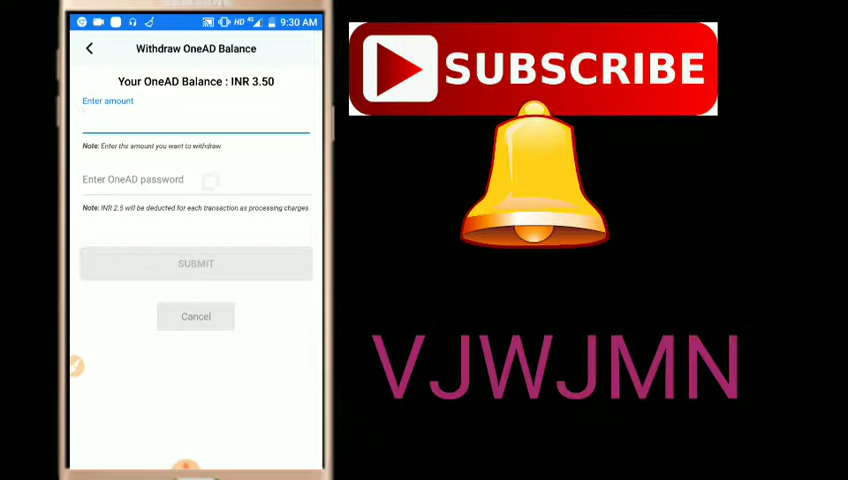 HD 4G 9:30 AM
Withdraw OneAD Balance
Your OneAD Balance : INR 3.50
Enter amount
Note: Enter the amount you want to withdraw
Enter OneAD password
Note: INR 2.5 will be deducted for each transaction as processing charges
SUBMIT
Cancel
SUBSCRIBE
VJWJMN